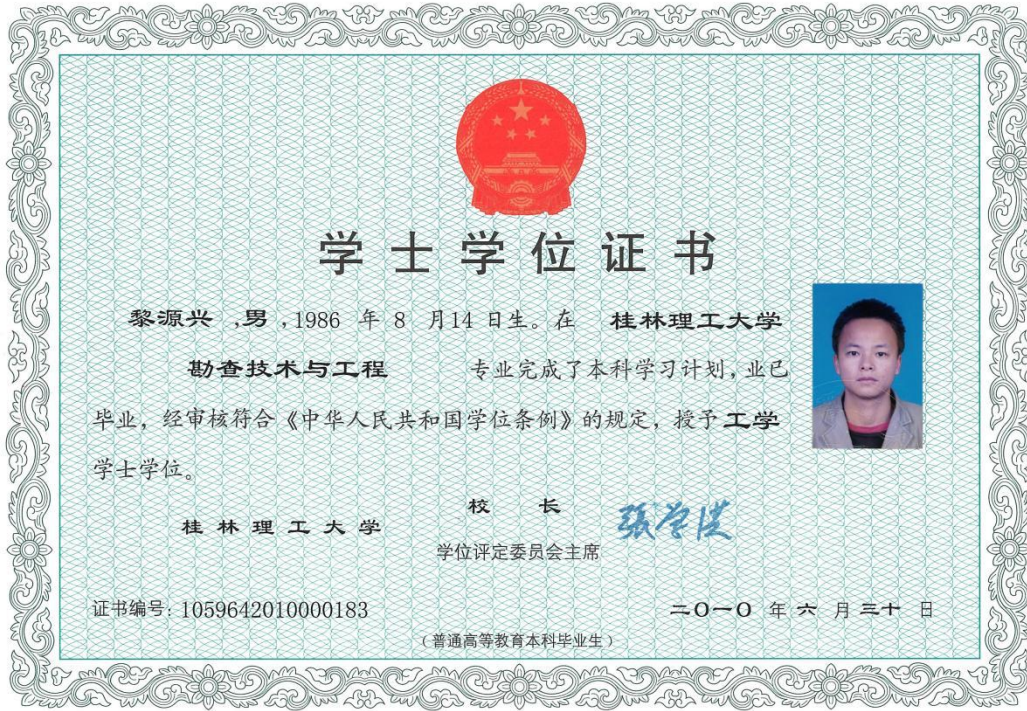 学士学位证书
黎源兴 ,男 ,1986 年 8 月14 日生。在 桂林理工大学
勘查技术与工程 专业完成了本科学习计划，业已
毕业，经审核符合《中华人民共和国学位条例》的规定，授予 工学
学士学位。
桂林理工大学
校 长
張学洪
学位评定委员会主席
证书编号: 1059642010000183
二〇一〇 年 六 月 三十 日
（普通高等教育本科毕业生）